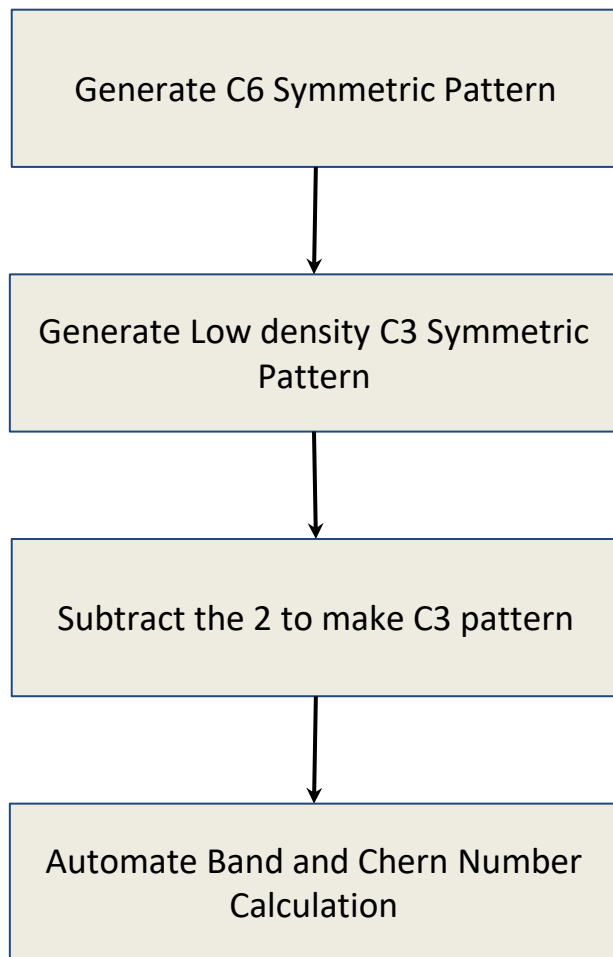 Generate C6 Symmetric Pattern
Generate Low density C3 Symmetric
Pattern
Subtract the 2 to make C3 pattern
Automate Band and Chern Number
Calculation